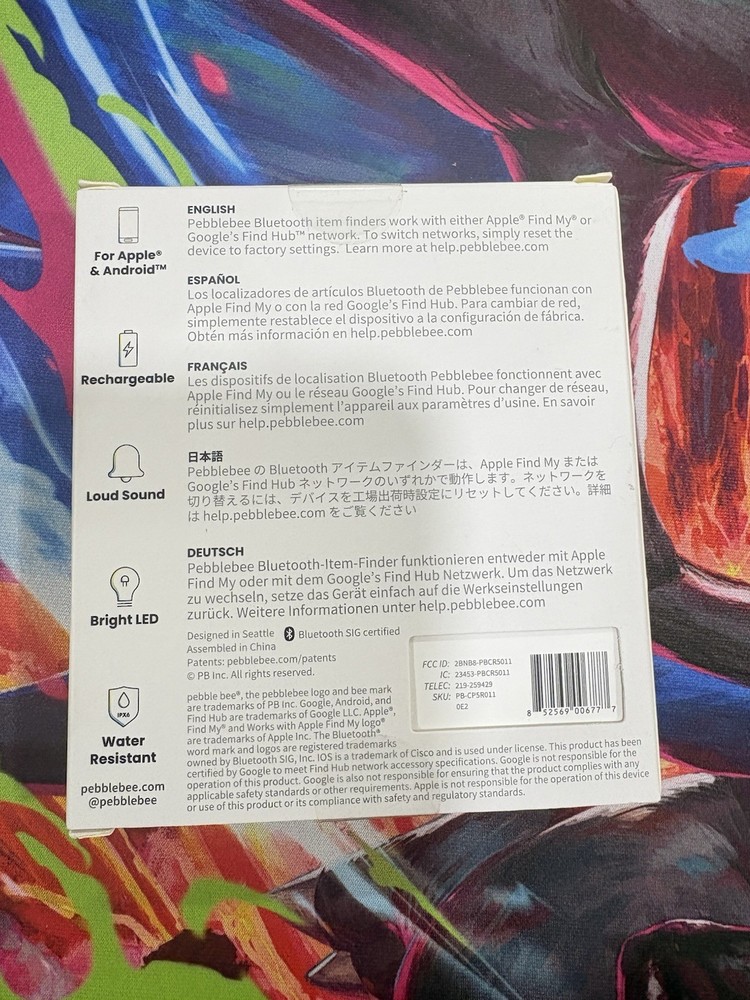 For Apple®
& Android™
Rechargeable
Loud Sound
Bright LED
IPX6
Water
Resistant
pebblebee.com
@pebblebee
ENGLISH
Pebblebee Bluetooth item finders work with either Apple® Find My® or
Google's Find Hub™ network. To switch networks, simply reset the
device to factory settings. Learn more at help.pebblebee.com
ESPAÑOL
Los localizadores de artículos Bluetooth de Pebblebee funcionan con
Apple Find My o con la red Google's Find Hub. Para cambiar de red,
simplemente restablece el dispositivo a la configuración de fábrica.
Obtén más información en help.pebblebee.com
FRANÇAIS
Les dispositifs de localisation Bluetooth Pebblebee fonctionnent avec
Apple Find My ou le réseau Google's Find Hub. Pour changer de réseau,
réinitialisez simplement l'appareil aux paramètres d'usine. En savoir
plus sur help.pebblebee.com
日本語
Pebblebee の Bluetooth アイテムファインダーは、Apple Find My または
Google's Find Hub ネットワークのいずれかで動作します。ネットワークを
切り替えるには、デバイスを工場出荷時設定にリセットしてください。詳細
は help.pebblebee.com をご覧ください
DEUTSCH
Pebblebee Bluetooth-Item-Finder funktionieren entweder mit Apple
Find My oder mit dem Google's Find Hub Netzwerk. Um das Netzwerk
zu wechseln, setze das Gerät einfach auf die Werkseinstellungen
zurück. Weitere Informationen unter help.pebblebee.com
Designed in Seattle Bluetooth SIG certified
Assembled in China
Patents: pebblebee.com/patents
© PB Inc. All rights reserved.
FCC ID: 2BNB8-PBCR5011
IC: 23453-PBCR5011
TELEC: 219-259429
SKU: PB-CP5R011
0E2
8 52569 00677 7
pebble bee®, the pebblebee logo and bee mark
are trademarks of PB Inc. Google, Android, and
Find Hub are trademarks of Google LLC. Apple®,
Find My® and Works with Apple Find My logo®
are trademarks of Apple Inc. The Bluetooth®
word mark and logos are registered trademarks
owned by Bluetooth SIG, Inc. IOS is a trademark of Cisco and is used under license. This product has been
certified by Google to meet Find Hub network accessory specifications. Google is not responsible for the
operation of this product. Google is also not responsible for ensuring that the product complies with any
applicable safety standards or other requirements. Apple is not responsible for the operation of this device
or use of this product or its compliance with safety and regulatory standards.